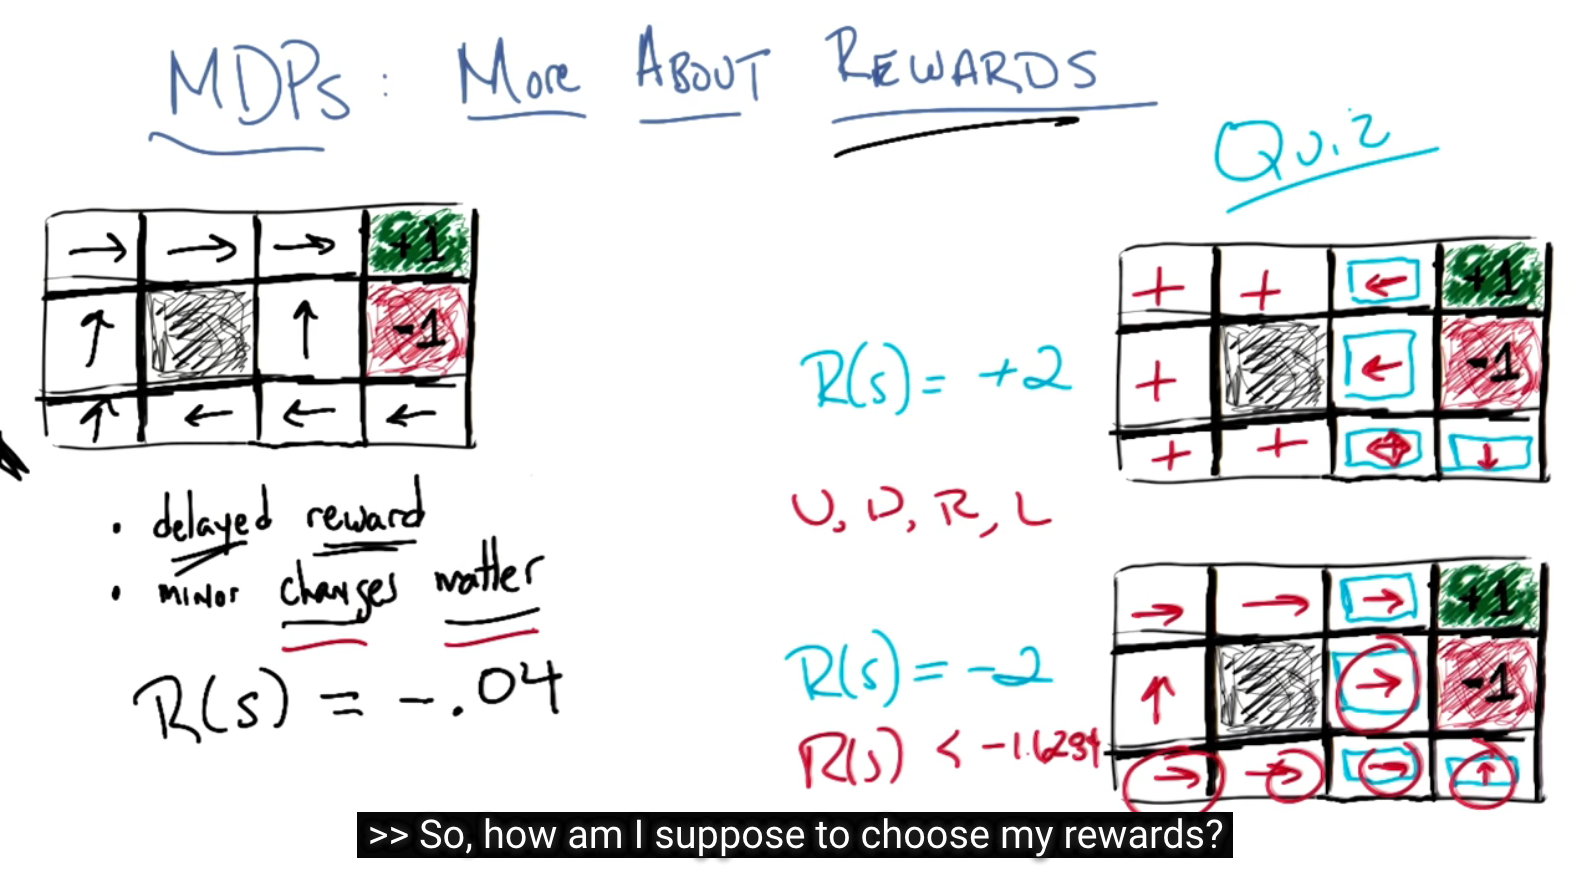 MDPs: More About Rewards
Quiz
→ → → +1
↑ ↑ -1
↑ ← ← ←
• delayed reward
• minor changes matter
R(s) = -.04
R(s) = +2
U, D, R, L
+ + ← +1
+ ← -1
+ + ↓
R(s) = -2
R(s) < -1.6284
→ → → +1
↑ → -1
→ → → ↑
>> So, how am I suppose to choose my rewards?